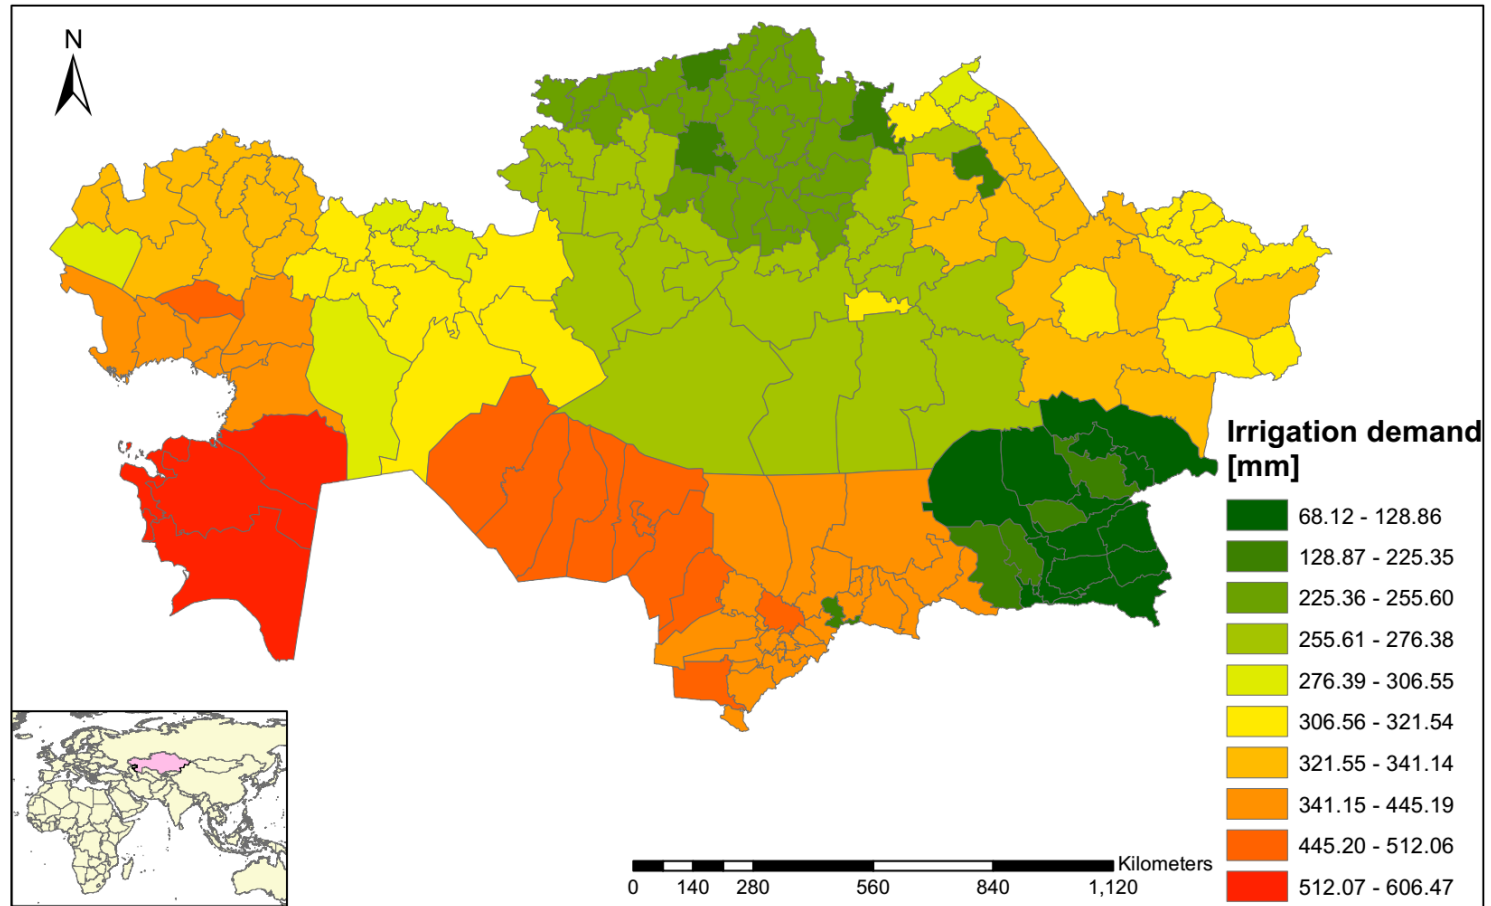 N
Irrigation demand
[mm]
68.12 - 128.86
128.87 - 225.35
225.36 - 255.60
255.61 - 276.38
276.39 - 306.55
306.56 - 321.54
321.55 - 341.14
341.15 - 445.19
445.20 - 512.06
512.07 - 606.47
Kilometers
0 140 280 560 840 1,120